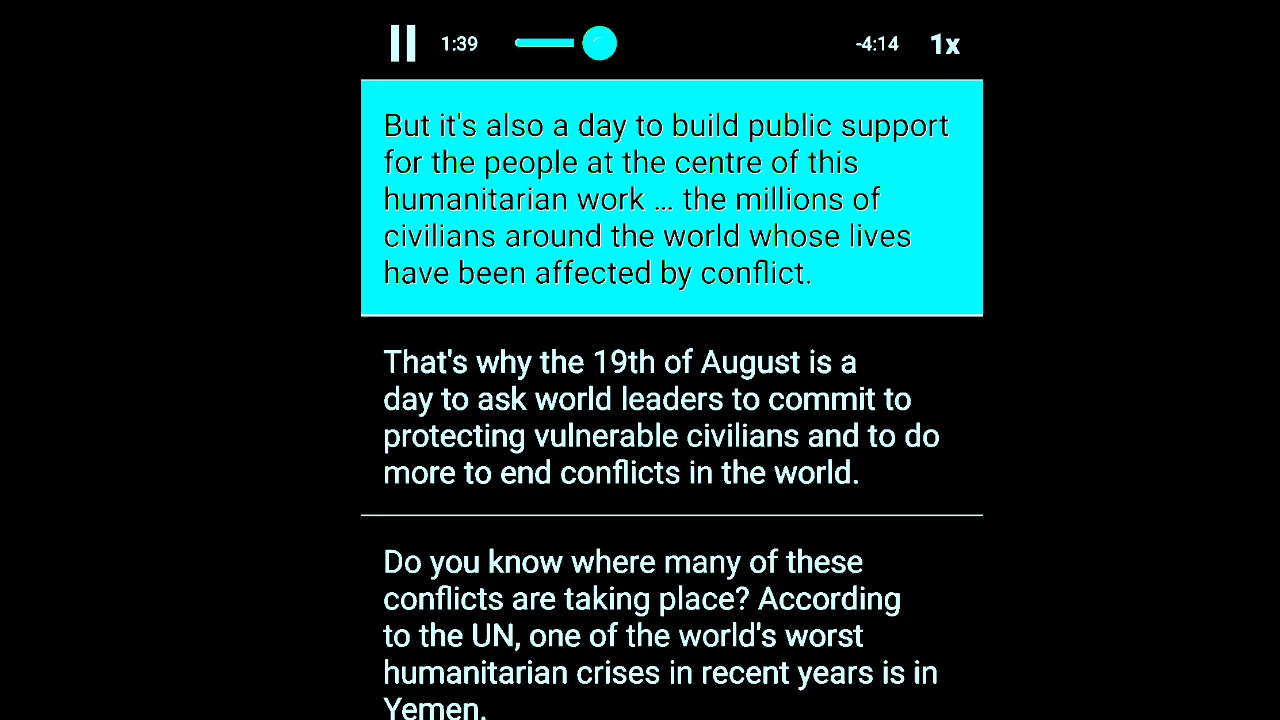 1:39
-4:14
1x
But it's also a day to build public support
for the people at the centre of this
humanitarian work ... the millions of
civilians around the world whose lives
have been affected by conflict.
That's why the 19th of August is a
day to ask world leaders to commit to
protecting vulnerable civilians and to do
more to end conflicts in the world.
Do you know where many of these
conflicts are taking place? According
to the UN, one of the world's worst
humanitarian crises in recent years is in
Yemen.